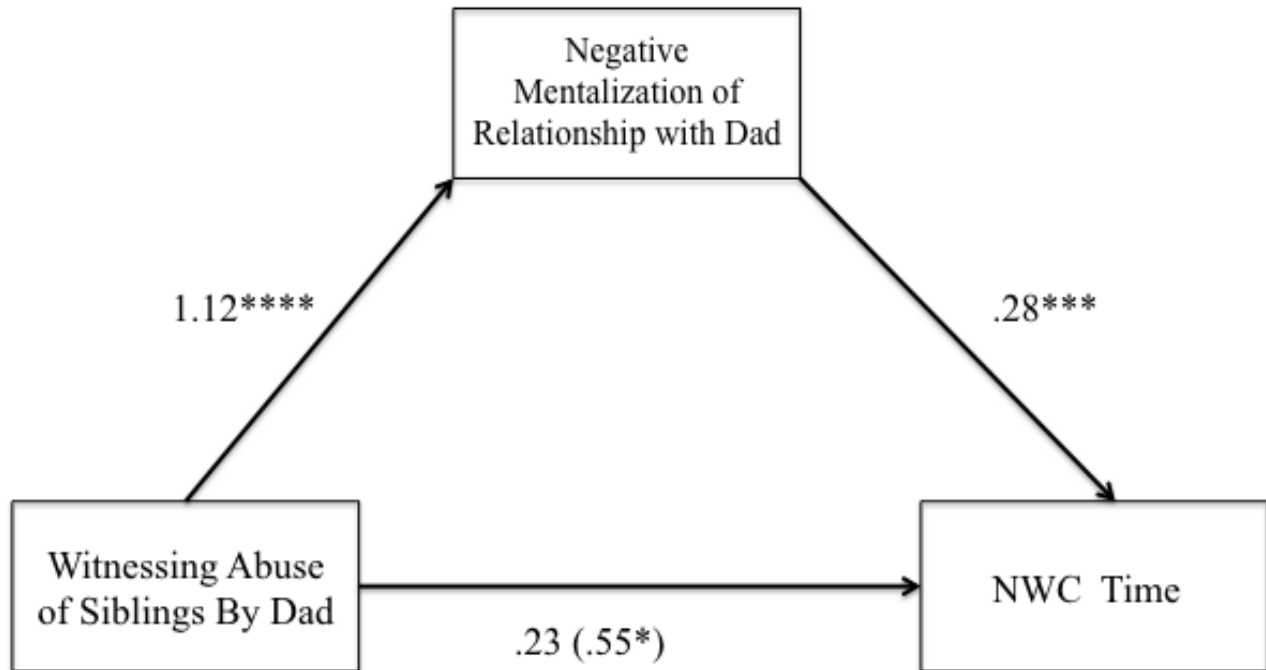 Negative
Mentalization of
Relationship with Dad
1.12****
.28***
Witnessing Abuse
of Siblings By Dad
NWC Time
.23 (.55*)